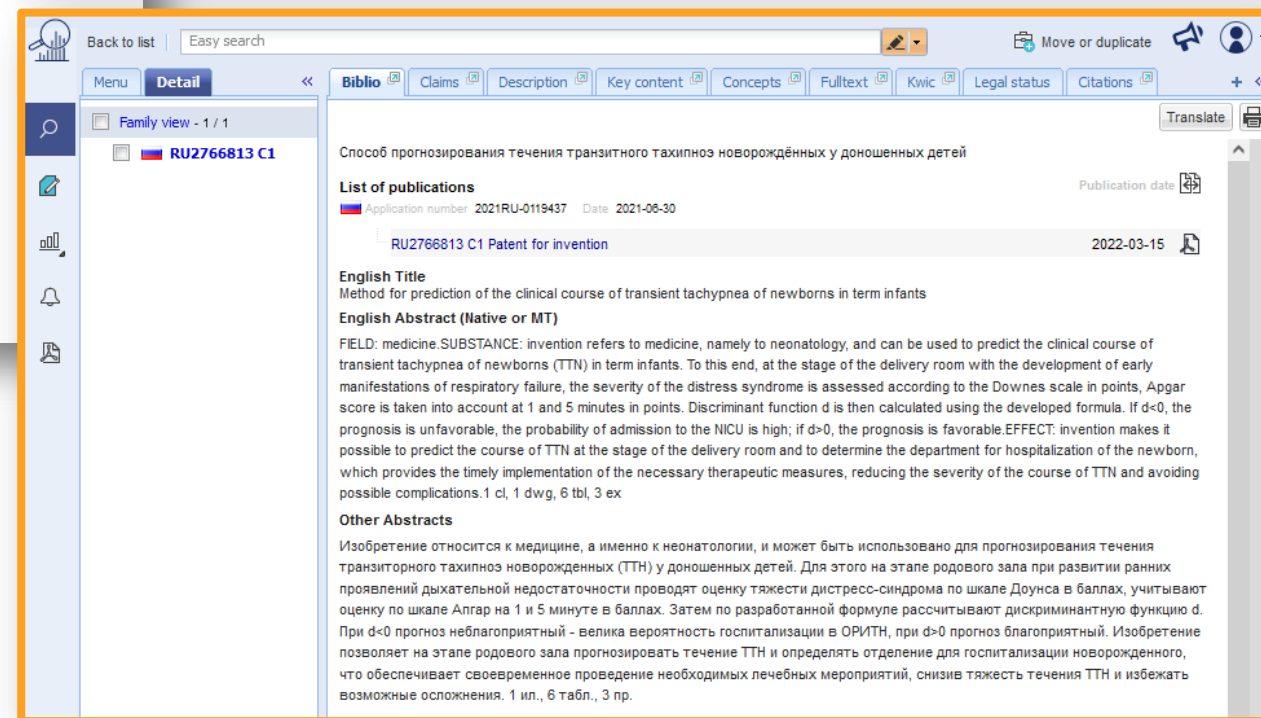 Back to list
Easy search
Move or duplicate
Menu
Detail
«
Biblio
Claims
Description
Key content
Concepts
Fulltext
Kwic
Legal status
Citations
+
Family view - 1 / 1
RU2766813 C1
Translate
Способ прогнозирования течения транзитного тахипноэ новорождённых у доношенных детей
List of publications
Publication date
Application number 2021RU-0119437 Date 2021-06-30
RU2766813 C1 Patent for invention 2022-03-15
English Title
Method for prediction of the clinical course of transient tachypnea of newborns in term infants
English Abstract (Native or MT)
FIELD: medicine.SUBSTANCE: invention refers to medicine, namely to neonatology, and can be used to predict the clinical course of
transient tachypnea of newborns (TTN) in term infants. To this end, at the stage of the delivery room with the development of early
manifestations of respiratory failure, the severity of the distress syndrome is assessed according to the Downes scale in points, Apgar
score is taken into account at 1 and 5 minutes in points. Discriminant function d is then calculated using the developed formula. If d<0, the
prognosis is unfavorable, the probability of admission to the NICU is high; if d>0, the prognosis is favorable.EFFECT: invention makes it
possible to predict the course of TTN at the stage of the delivery room and to determine the department for hospitalization of the newborn,
which provides the timely implementation of the necessary therapeutic measures, reducing the severity of the course of TTN and avoiding
possible complications.1 cl, 1 dwg, 6 tbl, 3 ex
Other Abstracts
Изобретение относится к медицине, а именно к неонатологии, и может быть использовано для прогнозирования течения
транзиторного тахипноэ новорожденных (ТТН) у доношенных детей. Для этого на этапе родового зала при развитии ранних
проявлений дыхательной недостаточности проводят оценку тяжести дистресс-синдрома по шкале Доунса в баллах, учитывают
оценку по шкале Апгар на 1 и 5 минуте в баллах. Затем по разработанной формуле рассчитывают дискриминантную функцию d.
При d<0 прогноз неблагоприятный - велика вероятность госпитализации в ОРИТН, при d>0 прогноз благоприятный. Изобретение
позволяет на этапе родового зала прогнозировать течение ТТН и определять отделение для госпитализации новорожденного,
что обеспечивает своевременное проведение необходимых лечебных мероприятий, снизив тяжесть течения ТТН и избежать
возможные осложнения. 1 ил., 6 табл., 3 пр.